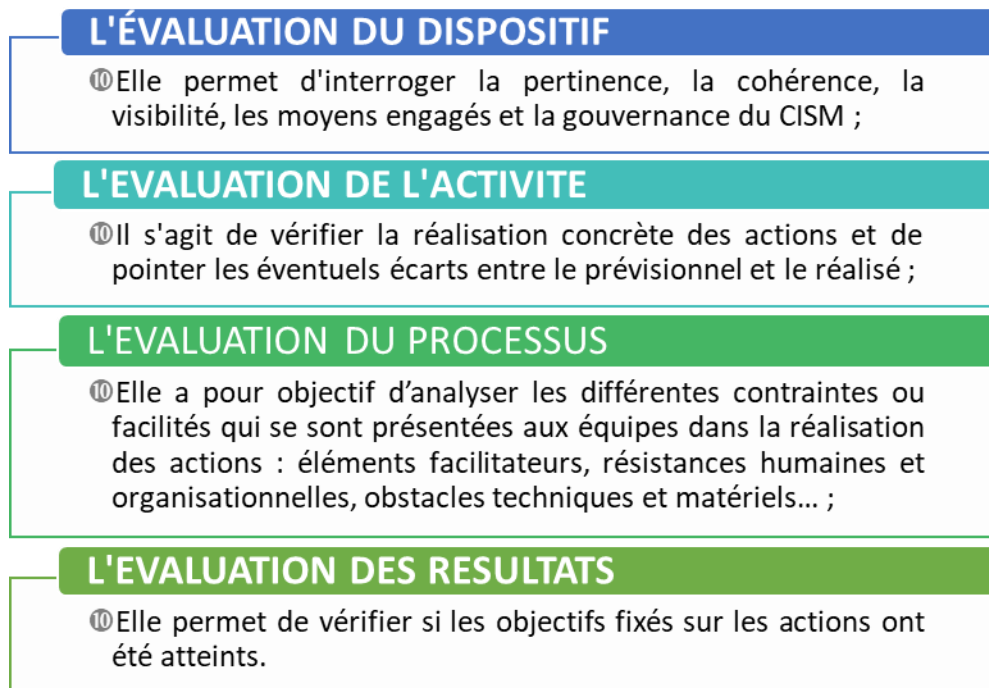 L'ÉVALUATION DU DISPOSITIF
❿Elle permet d'interroger la pertinence, la cohérence, la
visibilité, les moyens engagés et la gouvernance du CISM ;
L'EVALUATION DE L'ACTIVITE
❿Il s'agit de vérifier la réalisation concrète des actions et de
pointer les éventuels écarts entre le prévisionnel et le réalisé ;
L'EVALUATION DU PROCESSUS
❿Elle a pour objectif d’analyser les différentes contraintes ou
facilités qui se sont présentées aux équipes dans la réalisation
des actions : éléments facilitateurs, résistances humaines et
organisationnelles, obstacles techniques et matériels... ;
L'EVALUATION DES RESULTATS
❿Elle permet de vérifier si les objectifs fixés sur les actions ont
été atteints.